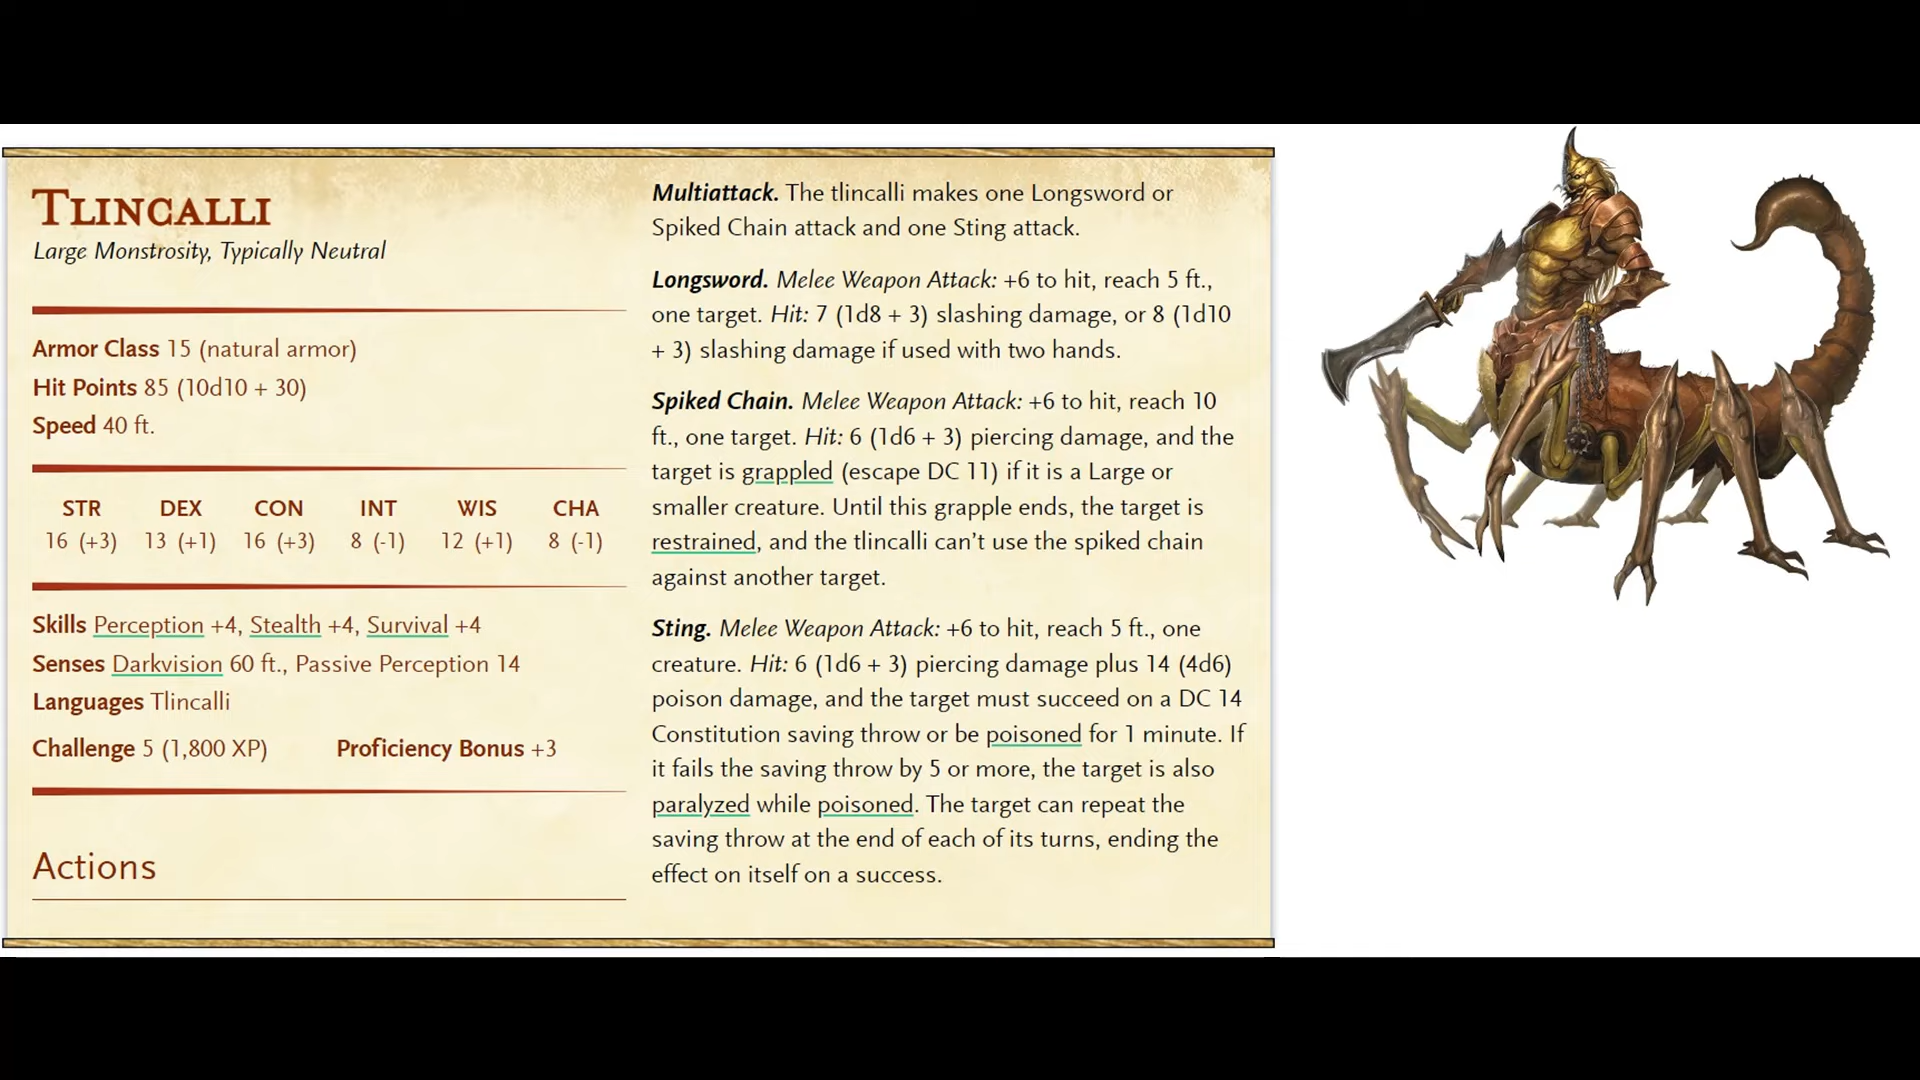 TLINCALLI
Large Monstrosity, Typically Neutral
Armor Class 15 (natural armor)
Hit Points 85 (10d10 + 30)
Speed 40 ft.
STR DEX CON INT WIS CHA
16 (+3) 13 (+1) 16 (+3) 8 (-1) 12 (+1) 8 (-1)
Skills Perception +4, Stealth +4, Survival +4
Senses Darkvision 60 ft., Passive Perception 14
Languages Tlincalli
Challenge 5 (1,800 XP) Proficiency Bonus +3
Actions
Multiattack. The tlincalli makes one Longsword or
Spiked Chain attack and one Sting attack.
Longsword. Melee Weapon Attack: +6 to hit, reach 5 ft.,
one target. Hit: 7 (1d8 + 3) slashing damage, or 8 (1d10
+ 3) slashing damage if used with two hands.
Spiked Chain. Melee Weapon Attack: +6 to hit, reach 10
ft., one target. Hit: 6 (1d6 + 3) piercing damage, and the
target is grappled (escape DC 11) if it is a Large or
smaller creature. Until this grapple ends, the target is
restrained, and the tlincalli can’t use the spiked chain
against another target.
Sting. Melee Weapon Attack: +6 to hit, reach 5 ft., one
creature. Hit: 6 (1d6 + 3) piercing damage plus 14 (4d6)
poison damage, and the target must succeed on a DC 14
Constitution saving throw or be poisoned for 1 minute. If
it fails the saving throw by 5 or more, the target is also
paralyzed while poisoned. The target can repeat the
saving throw at the end of each of its turns, ending the
effect on itself on a success.